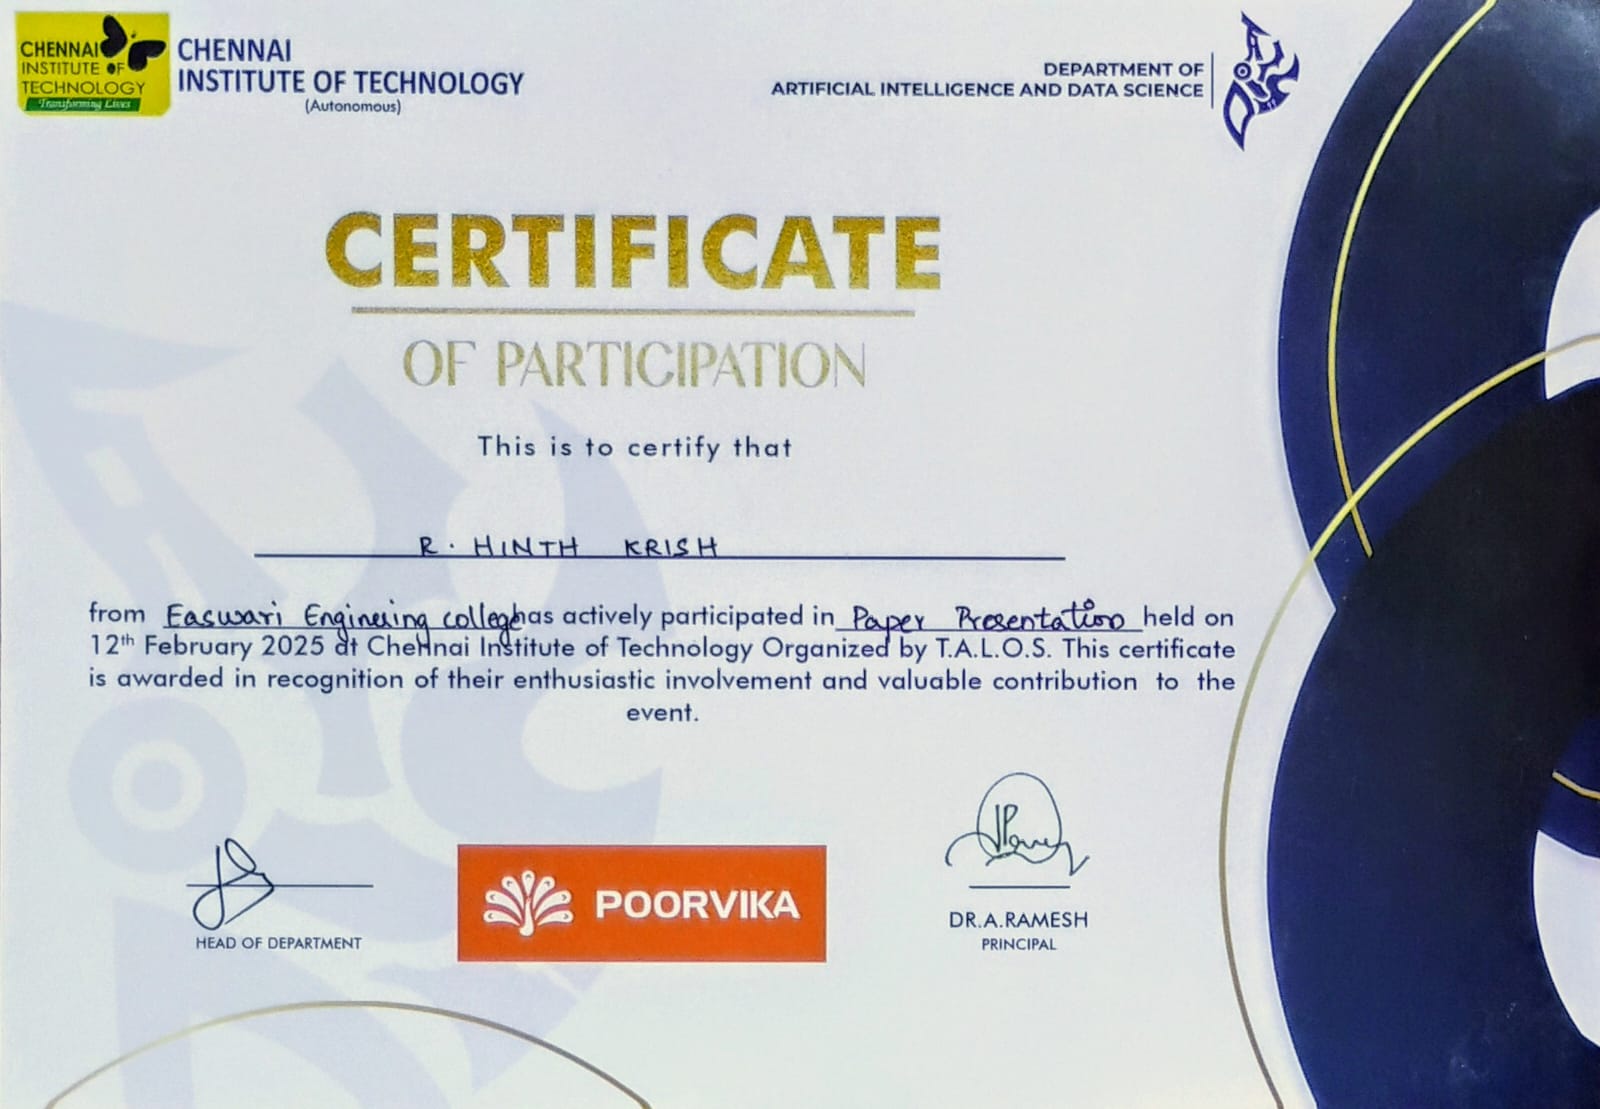 CHENNAI
INSTITUTE OF
TECHNOLOGY
Transforming Lives
CHENNAI
INSTITUTE OF TECHNOLOGY
(Autonomous)
DEPARTMENT OF
ARTIFICIAL INTELLIGENCE AND DATA SCIENCE
CERTIFICATE
OF PARTICIPATION
This is to certify that
R. HINTH KRISH
from Easwari Engineering college has actively participated in Paper Presentation held on
12th February 2025 at Chennai Institute of Technology Organized by T.A.L.O.S. This certificate
is awarded in recognition of their enthusiastic involvement and valuable contribution to the
event.
HEAD OF DEPARTMENT
POORVIKA
DR.A.RAMESH
PRINCIPAL